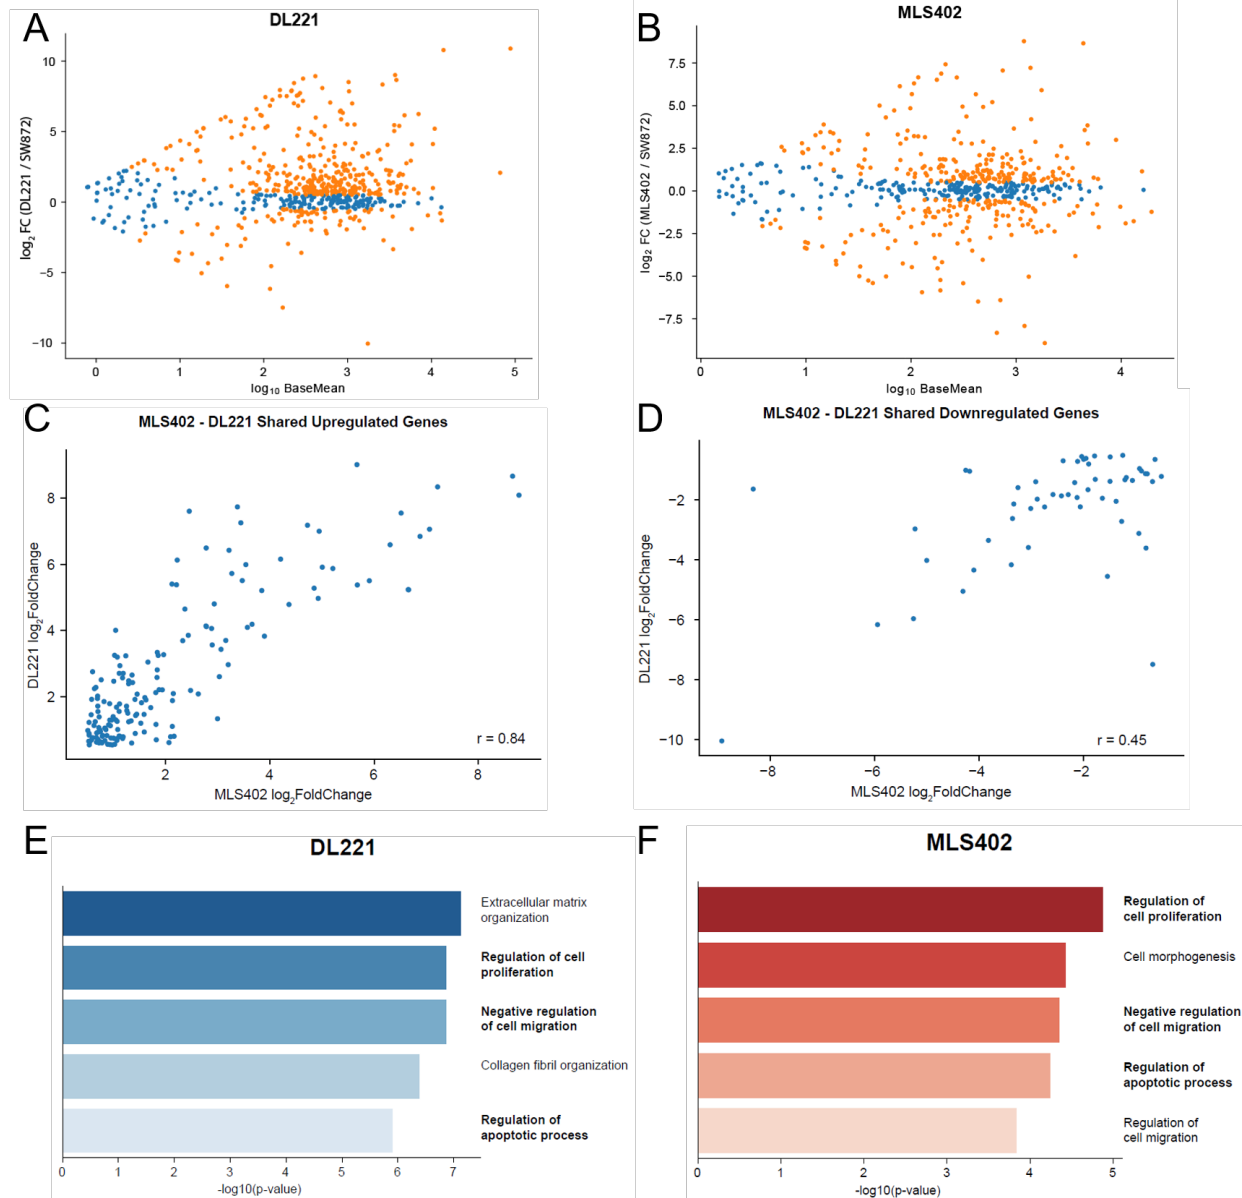 A
DL221
log2 FC (DL221 / SW872)
10
5
0
−5
−10
0 1 2 3 4 5
log10 BaseMean
B
MLS402
log2 FC (MLS402 / SW872)
7.5
5.0
2.5
0.0
−2.5
−5.0
−7.5
0 1 2 3 4
log10 BaseMean
C
MLS402 - DL221 Shared Upregulated Genes
DL221 log2FoldChange
8
6
4
2
r = 0.84
2 4 6 8
MLS402 log2FoldChange
D
MLS402 - DL221 Shared Downregulated Genes
DL221 log2FoldChange
−2
−4
−6
−8
−10
r = 0.45
−8 −6 −4 −2
MLS402 log2FoldChange
E
DL221
Extracellular matrix
organization
Regulation of cell
proliferation
Negative regulation
of cell migration
Collagen fibril organization
Regulation of
apoptotic process
0 1 2 3 4 5 6 7
-log10(p-value)
F
MLS402
Regulation of
cell proliferation
Cell morphogenesis
Negative regulation
of cell migration
Regulation of
apoptotic process
Regulation of
cell migration
0 1 2 3 4 5
-log10(p-value)